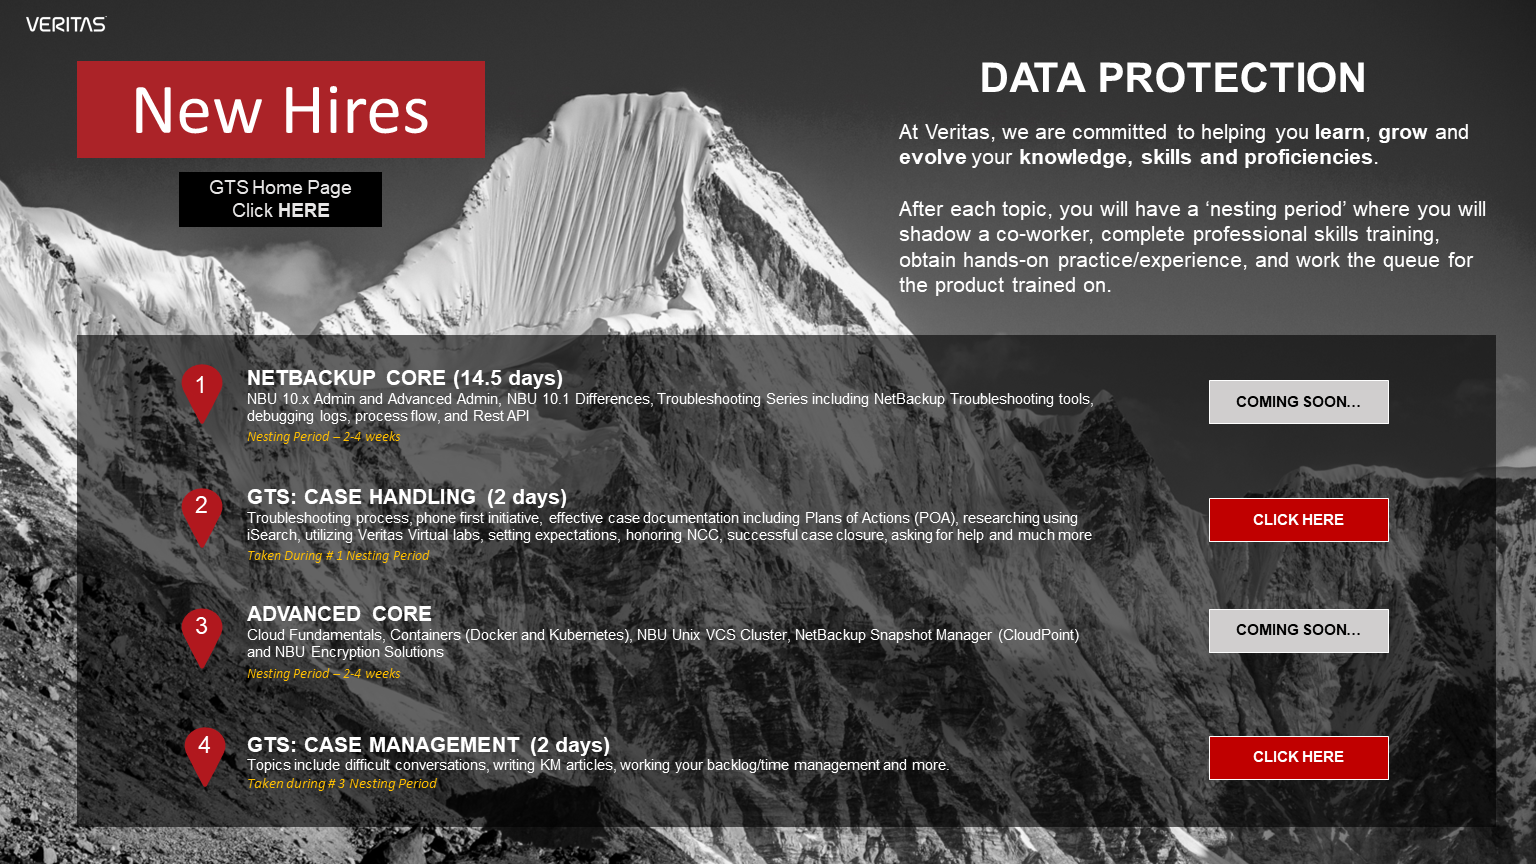 VERITAS
New Hires
GTS Home Page
Click HERE
DATA PROTECTION
At Veritas, we are committed to helping you learn, grow and
evolve your knowledge, skills and proficiencies.
After each topic, you will have a ‘nesting period’ where you will
shadow a co-worker, complete professional skills training,
obtain hands-on practice/experience, and work the queue for
the product trained on.
1
NETBACKUP CORE (14.5 days)
NBU 10.x Admin and Advanced Admin, NBU 10.1 Differences, Troubleshooting Series including NetBackup Troubleshooting tools,
debugging logs, process flow, and Rest API
Nesting Period – 2-4 weeks
COMING SOON…
2
GTS: CASE HANDLING (2 days)
Troubleshooting process, phone first initiative, effective case documentation including Plans of Actions (POA), researching using
iSearch, utilizing Veritas Virtual labs, setting expectations, honoring NCC, successful case closure, asking for help and much more
Taken During # 1 Nesting Period
CLICK HERE
3
ADVANCED CORE
Cloud Fundamentals, Containers (Docker and Kubernetes), NBU Unix VCS Cluster, NetBackup Snapshot Manager (CloudPoint)
and NBU Encryption Solutions
Nesting Period – 2-4 weeks
COMING SOON…
4
GTS: CASE MANAGEMENT (2 days)
Topics include difficult conversations, writing KM articles, working your backlog/time management and more.
Taken during # 3 Nesting Period
CLICK HERE